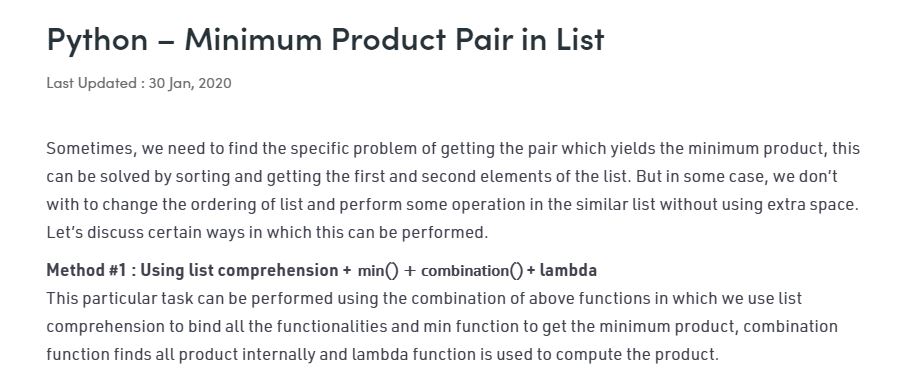 Python – Minimum Product Pair in List
Last Updated : 30 Jan, 2020
Sometimes, we need to find the specific problem of getting the pair which yields the minimum product, this
can be solved by sorting and getting the first and second elements of the list. But in some case, we don’t
with to change the ordering of list and perform some operation in the similar list without using extra space.
Let’s discuss certain ways in which this can be performed.
Method #1 : Using list comprehension + min() + combination() + lambda
This particular task can be performed using the combination of above functions in which we use list
comprehension to bind all the functionalities and min function to get the minimum product, combination
function finds all product internally and lambda function is used to compute the product.